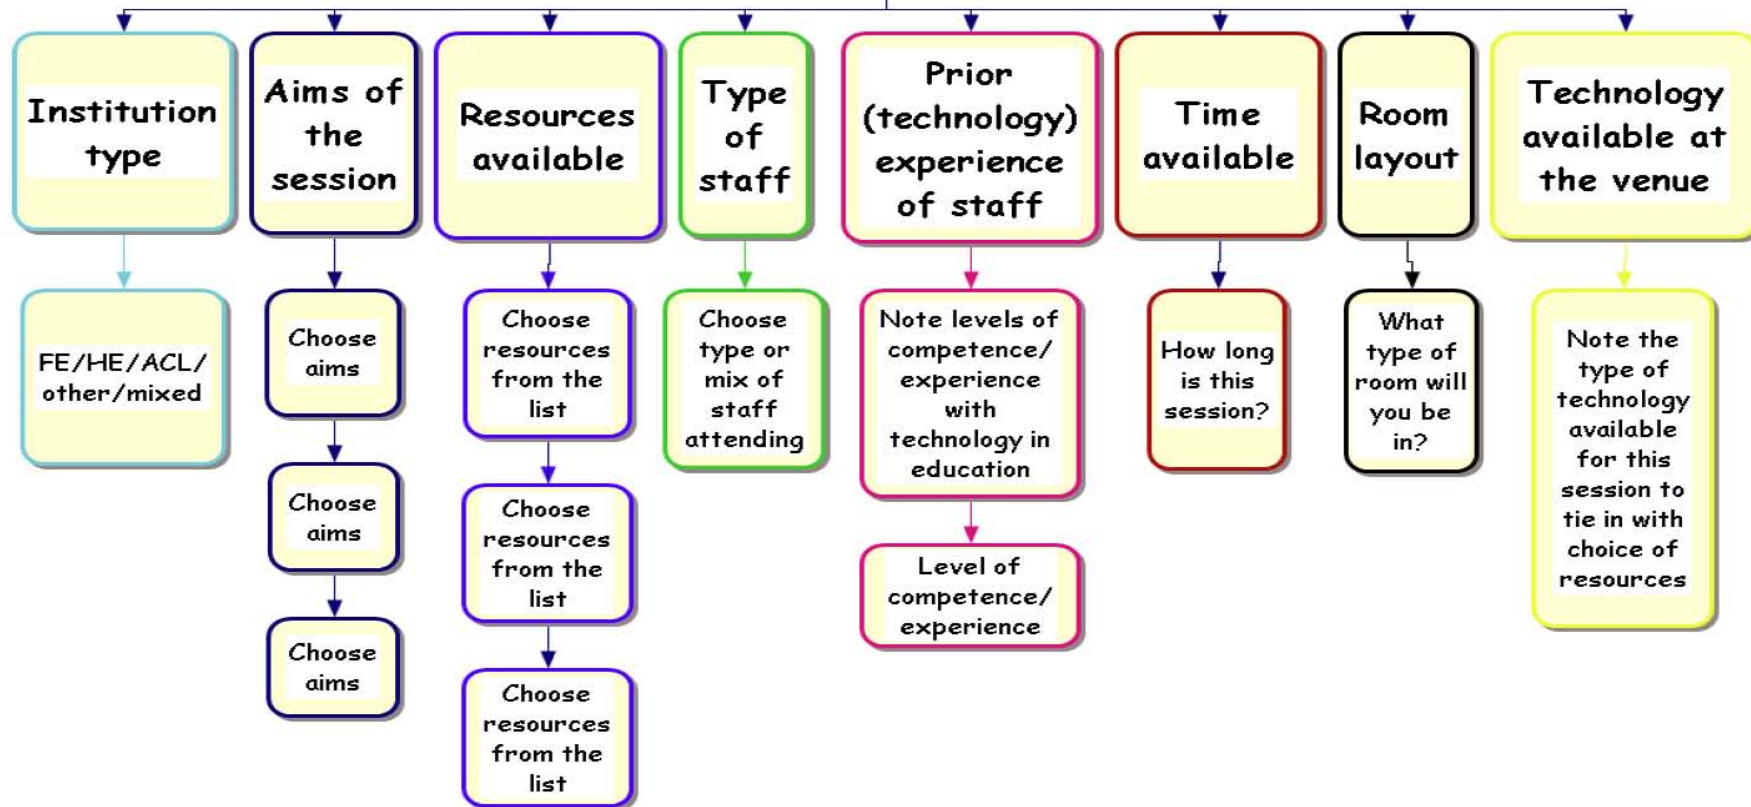 Institution
type
Aims of
the
session
Resources
available
Type
of
staff
Prior
(technology)
experience
of staff
Time
available
Room
layout
Technology
available at
the venue
FE/HE/ACL/
other/mixed
Choose
aims
Choose
resources
from the
list
Choose
type or
mix of
staff
attending
Note levels of
competence/
experience
with
technology in
education
How long
is this
session?
What
type of
room will
you be
in?
Note the
type of
technology
available
for this
session to
tie in with
choice of
resources
Choose
aims
Choose
resources
from the
list
Level of
competence/
experience
Choose
aims
Choose
resources
from the
list